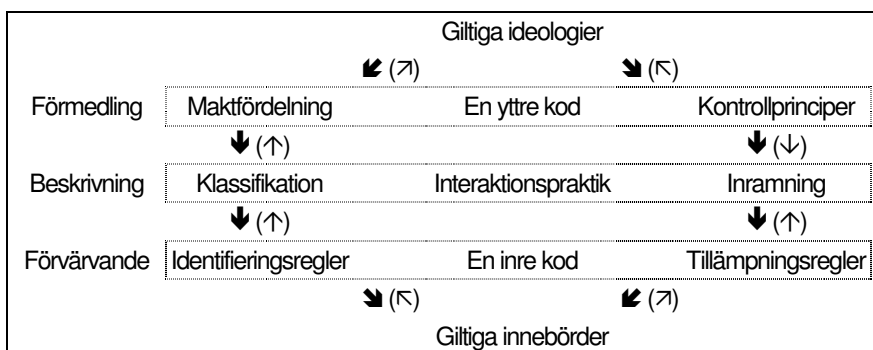 Giltiga ideologier
🡿 (↗) 🡾 (↖)
Förmedling Maktfördelning En yttre kod Kontrollprinciper
🡻 (↑) 🡻 (↓)
Beskrivning Klassifikation Interaktionspraktik Inramning
🡻 (↑) 🡻 (↑)
Förvärvande Identifieringsregler En inre kod Tillämpningsregler
🡾 (↖) 🡿 (↗)
Giltiga innebörder